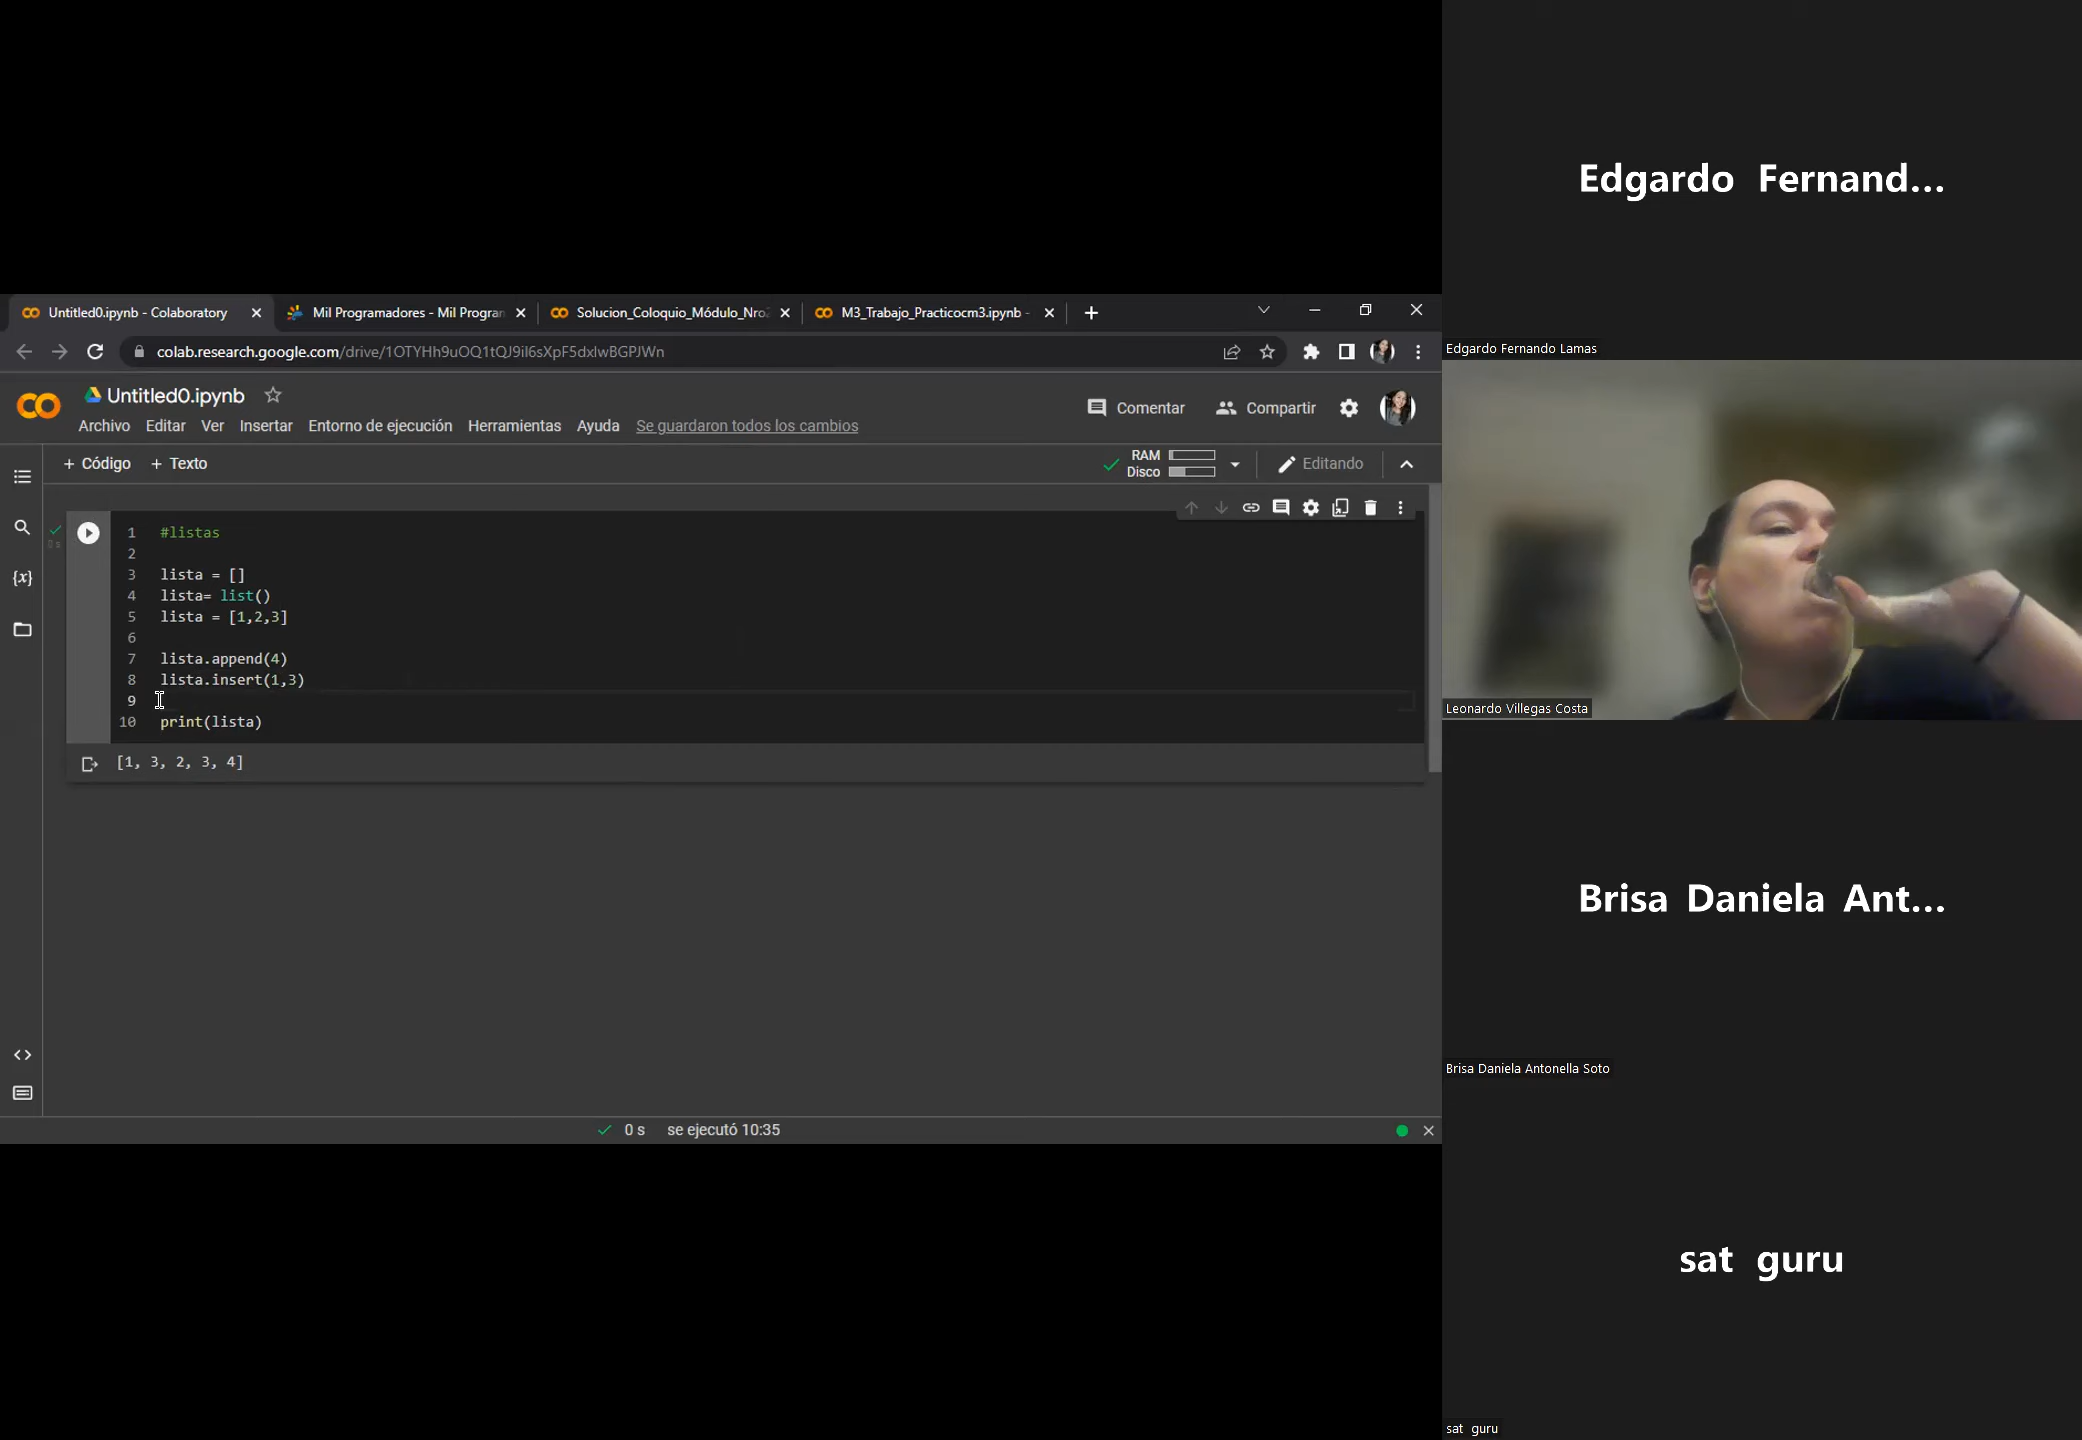 Untitled0.ipynb - Colaboratory
Mil Programadores - Mil Progran
Solucion_Coloquio_Módulo_Nro2
M3_Trabajo_Practicocm3.ipynb -
colab.research.google.com/drive/1OTYHh9uOQ1tQJ9il6sXpF5dxlwBGPJWn
CO
Untitled0.ipynb
Comentar
Compartir
Archivo
Editar
Ver
Insertar
Entorno de ejecución
Herramientas
Ayuda
Se guardaron todos los cambios
+ Código
+ Texto
RAM
Disco
Editando
0 s
1 #listas
2
3 lista = []
4 lista= list()
5 lista = [1,2,3]
6
7 lista.append(4)
8 lista.insert(1,3)
9
10 print(lista)
[1, 3, 2, 3, 4]
{x}
<>
0 s se ejecutó 10:35
Edgardo Fernand...
Edgardo Fernando Lamas
Leonardo Villegas Costa
Brisa Daniela Ant...
Brisa Daniela Antonella Soto
sat guru
sat guru